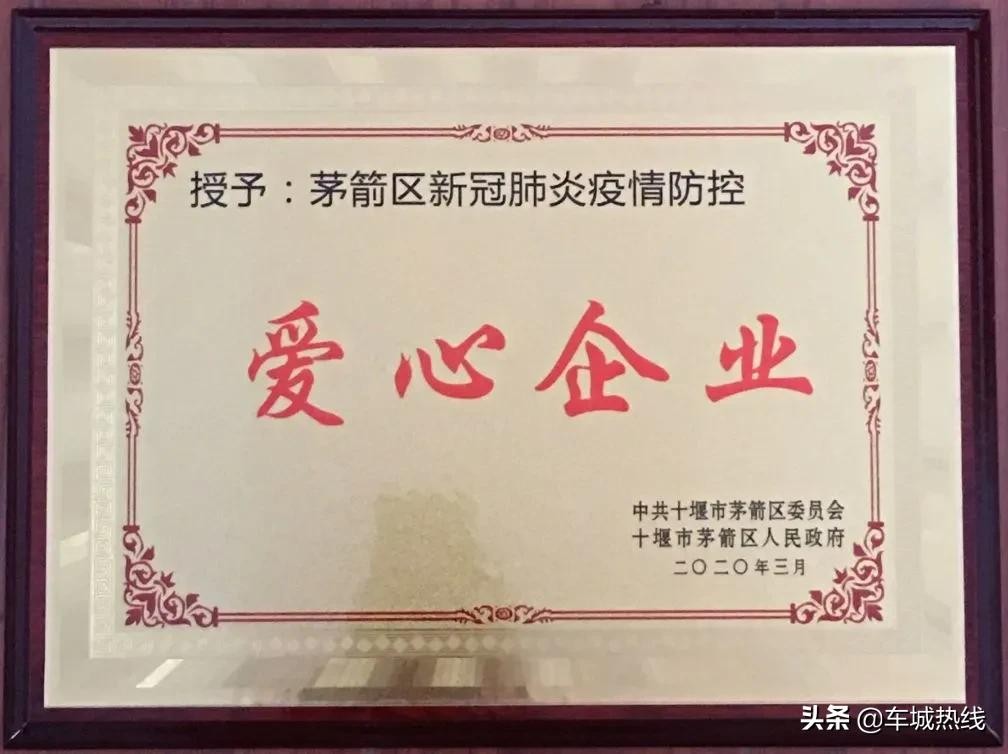 授予：茅箭区新冠肺炎疫情防控
爱心企业
中共十堰市茅箭区委员会
十堰市茅箭区人民政府
二〇二〇年三月
头条 @车城热线